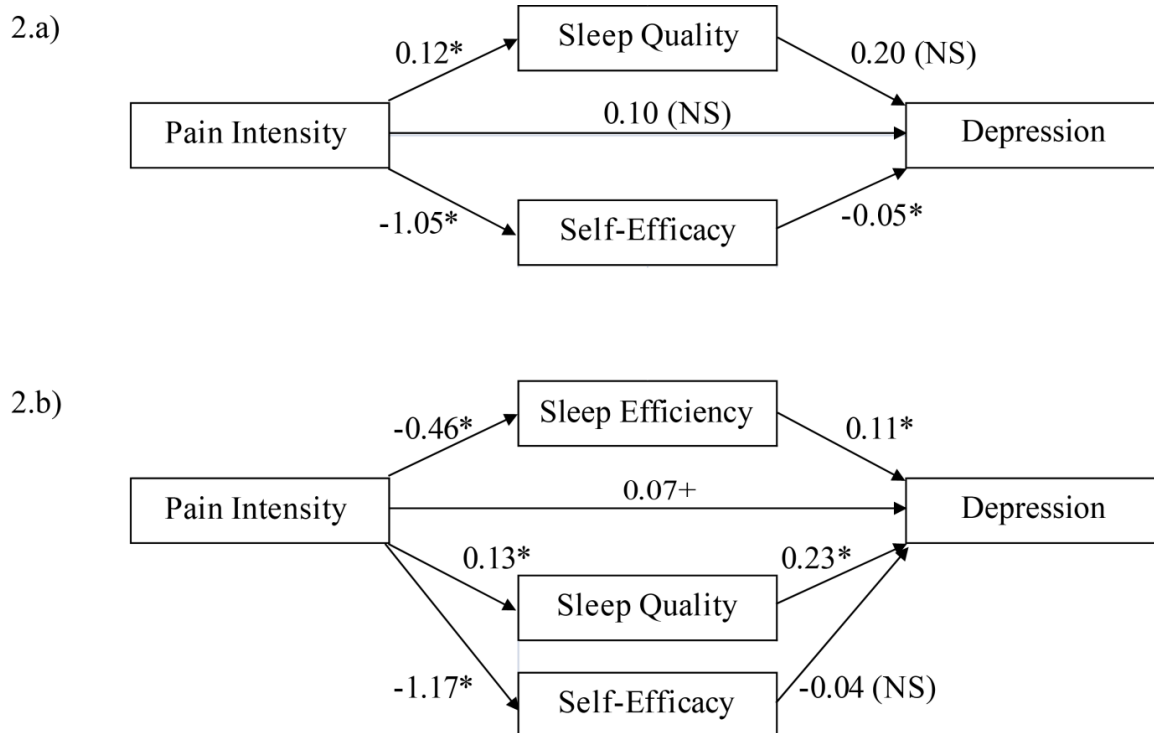 2.a)
Sleep Quality
0.12*
0.20 (NS)
0.10 (NS)
Pain Intensity
Depression
-1.05*
Self-Efficacy
-0.05*
2.b)
Sleep Efficiency
-0.46*
0.11*
0.07+
Pain Intensity
Depression
0.13*
0.23*
Sleep Quality
-1.17*
Self-Efficacy
-0.04 (NS)